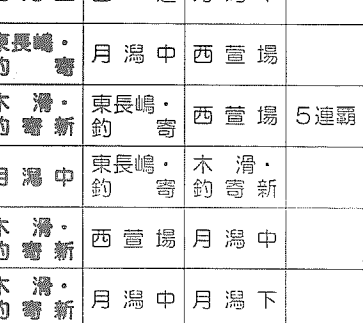 東長嶋・
釣 寄
月 潟 中
西 萱 場
木 滑・
釣 寄 新
東長嶋・
釣 寄
西 萱 場
5連覇
月 潟 中
東長嶋・
釣 寄
木 滑・
釣 寄 新
木 滑・
釣 寄 新
西 萱 場
月 潟 中
木 滑・
釣 寄 新
月 潟 中
月 潟 下